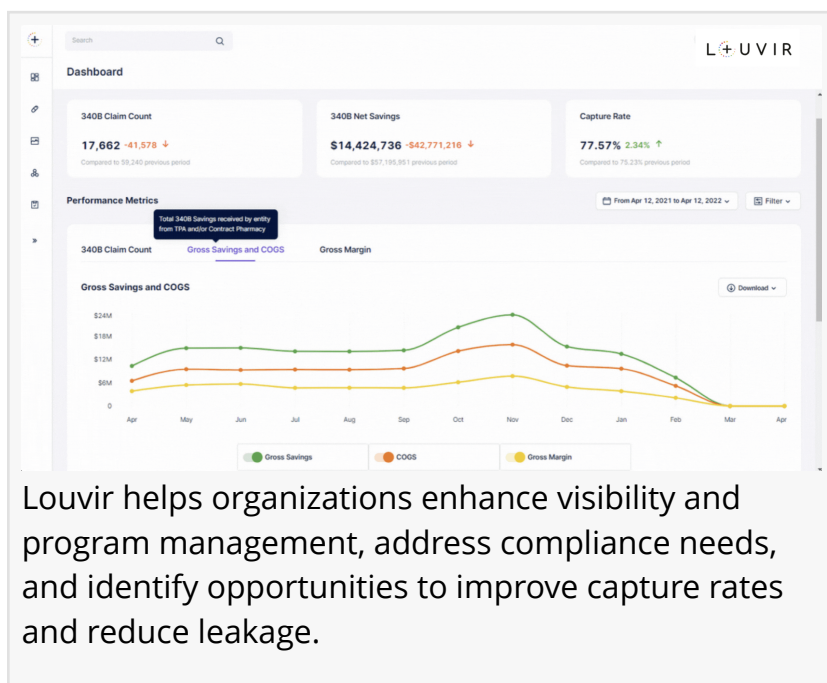 Search
L+UVIR
Dashboard
340B Claim Count
340B Net Savings
Capture Rate
17,662 -41,578 ↓
$14,424,736 -$42,771,216 ↓
77.57% 2.34% ↑
Compared to 59,240 previous period
Compared to $57,195,951 previous period
Compared to 75.23% previous period
Performance Metrics
From Apr 12, 2021 to Apr 12, 2022
Filter
Total 340B Savings received by entity
from TPA and/or Contract Pharmacy
340B Claim Count
Gross Savings and COGS
Gross Margin
Gross Savings and COGS
Download
$24M
$18M
$12M
$6M
0
Apr May Jun Jul Aug Sep Oct Nov Dec Jan Feb Mar Apr
Gross Savings
COGS
Gross Margin
Louvir helps organizations enhance visibility and
program management, address compliance needs,
and identify opportunities to improve capture rates
and reduce leakage.